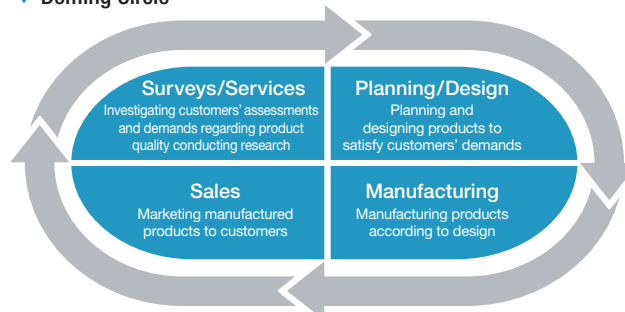 Deming Circle
Surveys/Services
Investigating customers' assessments
and demands regarding product
quality conducting research
Planning/Design
Planning and
designing products to
satisfy customers' demands
Sales
Marketing manufactured
products to customers
Manufacturing
Manufacturing products
according to design